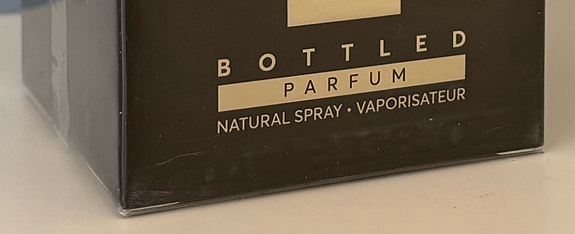 BOTTLED
PARFUM
NATURAL SPRAY • VAPORISATEUR